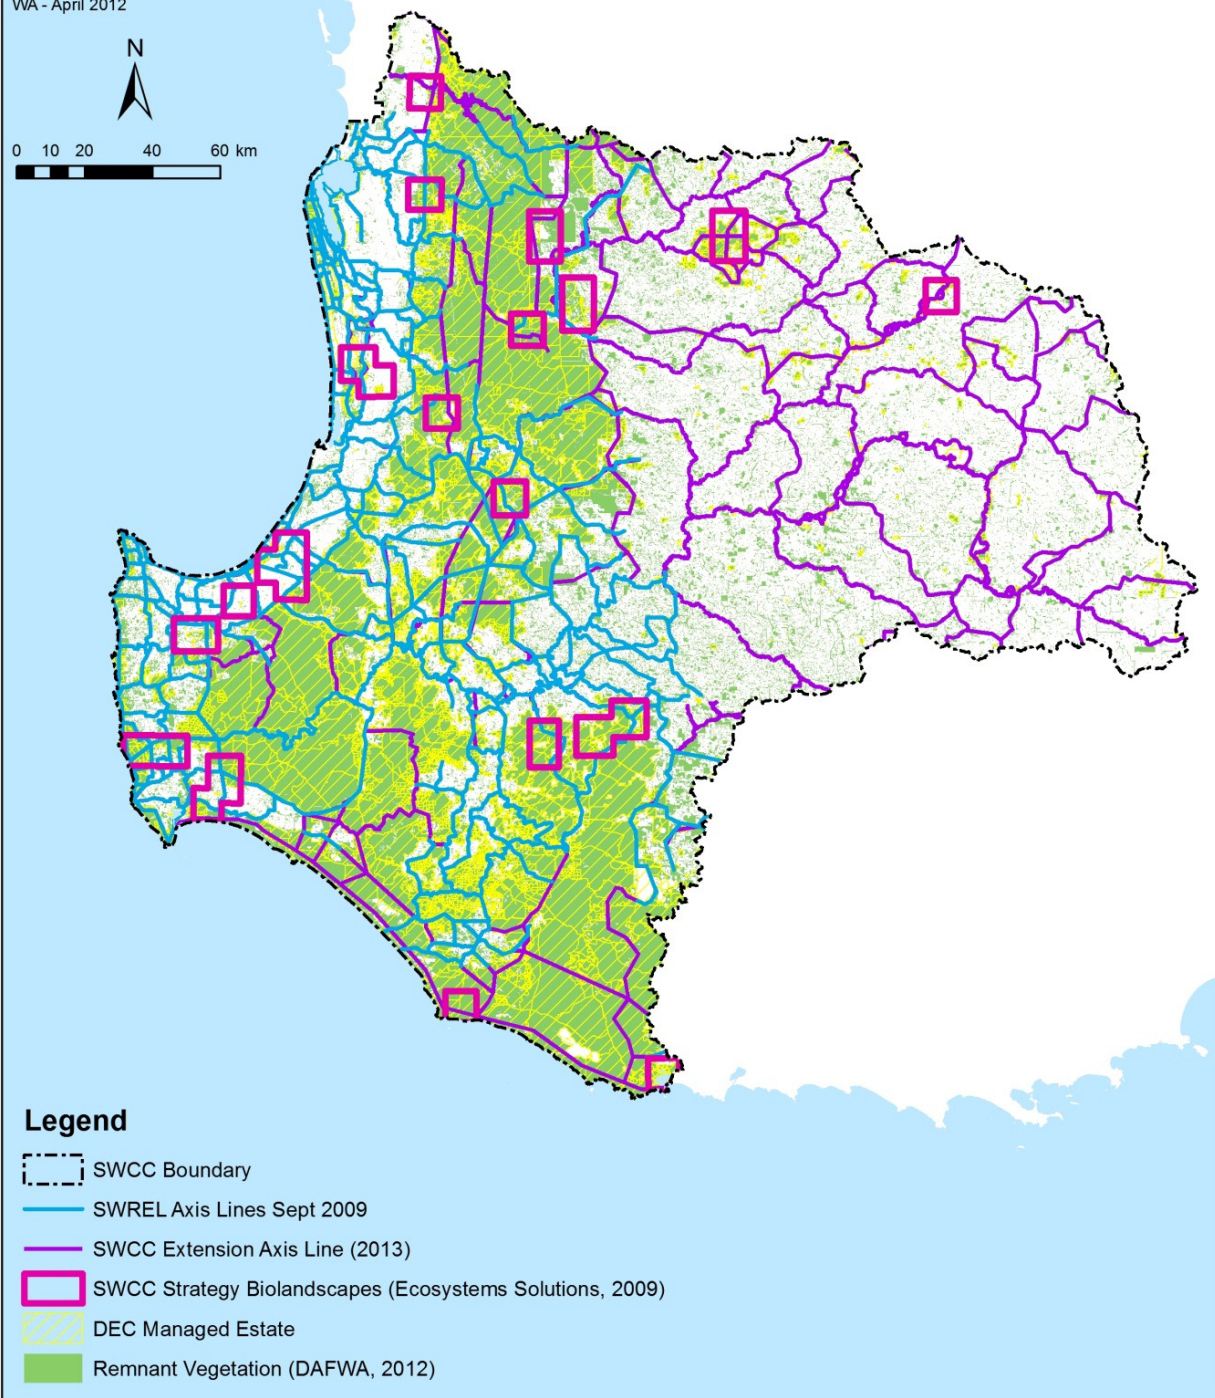 WA - April 2012
N
0 10 20 40 60 km
Legend
SWCC Boundary
SWREL Axis Lines Sept 2009
SWCC Extension Axis Line (2013)
SWCC Strategy Biolandscapes (Ecosystems Solutions, 2009)
DEC Managed Estate
Remnant Vegetation (DAFWA, 2012)